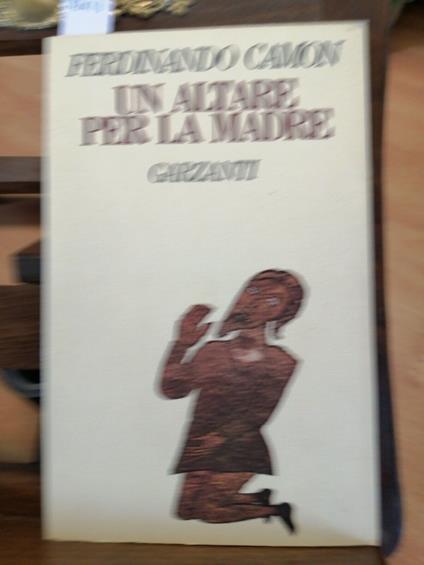 FERDINANDO CAMON
UN ALTARE
PER LA MADRE
GARZANTI